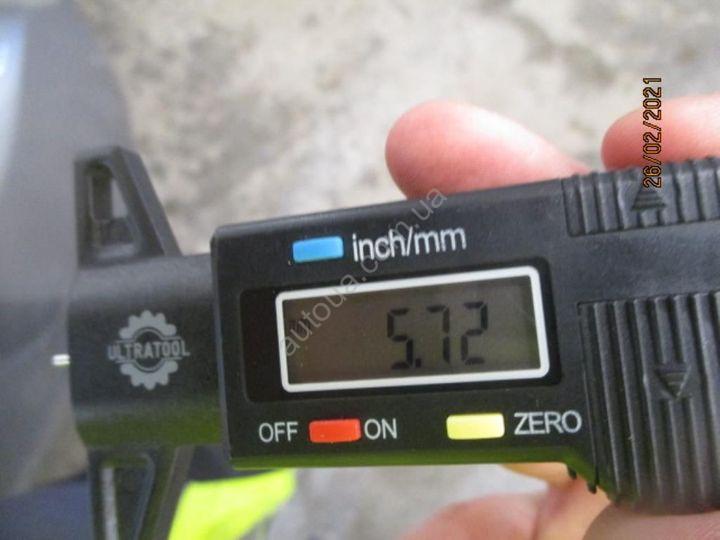 26/02/2021
inch/mm
autoua.com.ua
5.72
ULTRATOOL
OFF ON ZERO